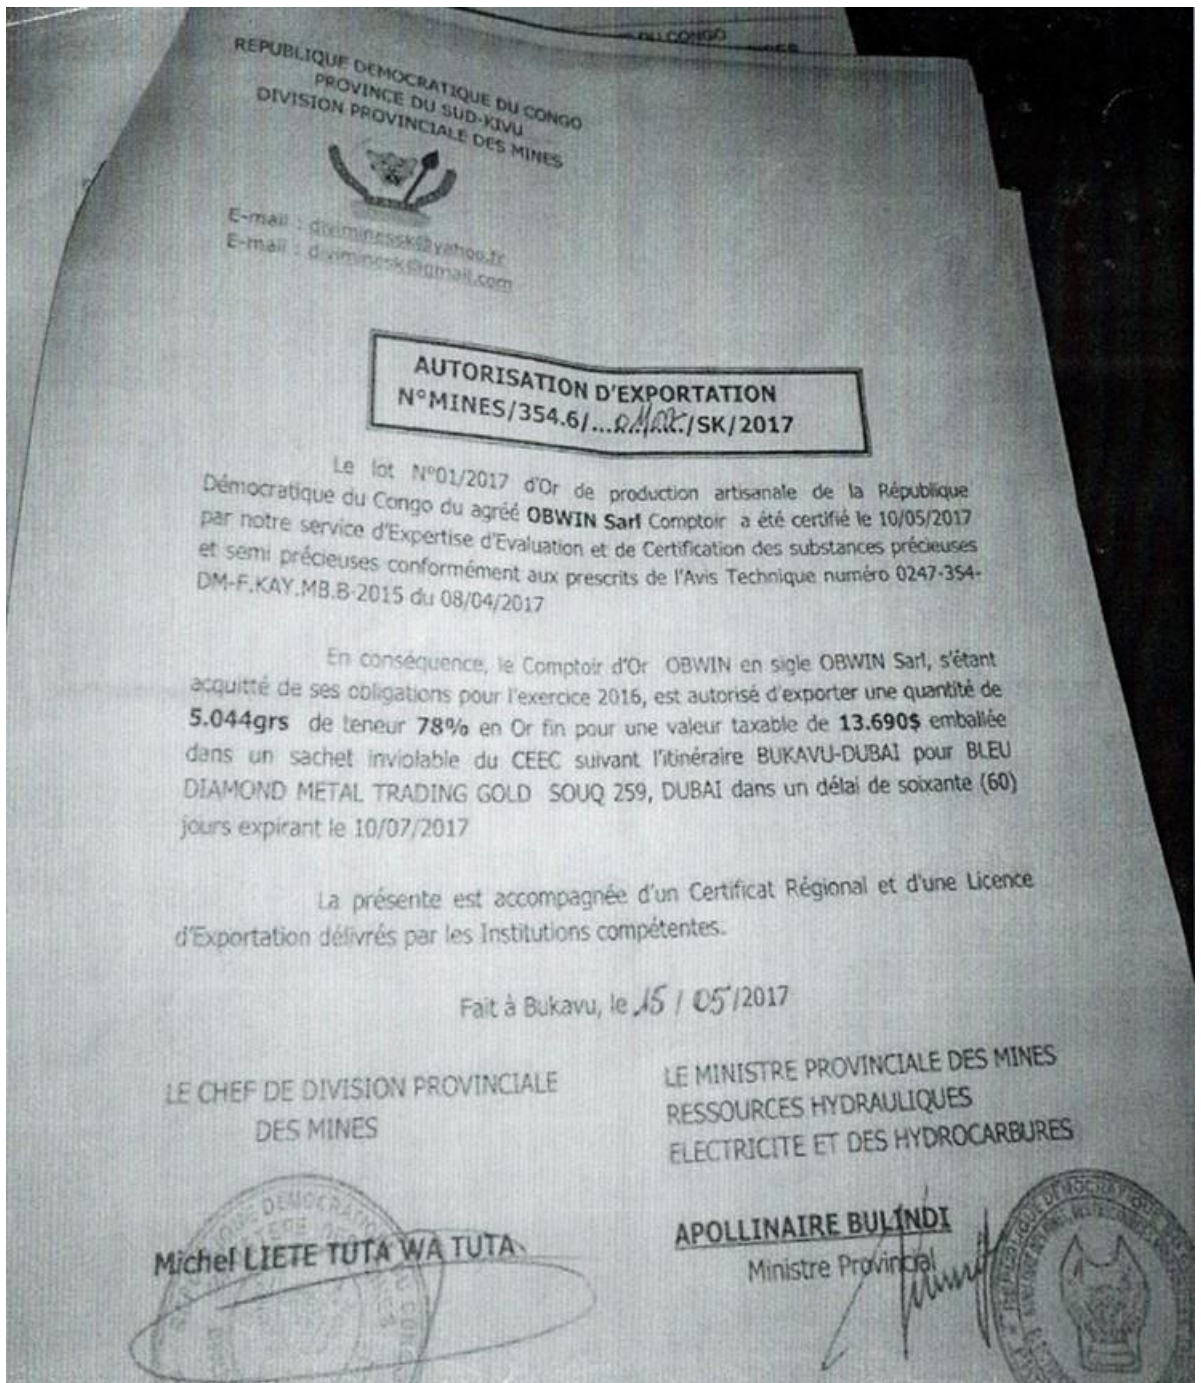 DU CONGO
REPUBLIQUE DEMOCRATIQUE DU CONGO
PROVINCE DU SUD-KIVU
DIVISION PROVINCIALE DES MINES
E-mail : diviminessk@yahoo.fr
E-mail : diviminesk@gmail.com
AUTORISATION D'EXPORTATION
N°MINES/354.6/... /SK/2017
Le lot N°01/2017 d'Or de production artisanale de la République
Démocratique du Congo du agréé OBWIN Sarl Comptoir a été certifié le 10/05/2017
par notre service d'Expertise d'Evaluation et de Certification des substances précieuses
et semi précieuses conformément aux prescrits de l'Avis Technique numéro 0247-354-
DM-F.KAY.MB.B-2015 du 08/04/2017
En conséquence, le Comptoir d'Or OBWIN en sigle OBWIN Sarl, s'étant
acquitté de ses obligations pour l'exercice 2016, est autorisé d'exporter une quantité de
5.044grs de teneur 78% en Or fin pour une valeur taxable de 13.690$ emballée
dans un sachet inviolable du CEEC suivant l'itinéraire BUKAVU-DUBAI pour BLEU
DIAMOND METAL TRADING GOLD SOUQ 259, DUBAI dans un délai de soixante (60)
jours expirant le 10/07/2017
La présente est accompagnée d'un Certificat Régional et d'une Licence
d'Exportation délivrés par les Institutions compétentes.
Fait à Bukavu, le 15 / 05 /2017
LE CHEF DE DIVISION PROVINCIALE
DES MINES
LE MINISTRE PROVINCIALE DES MINES
RESSOURCES HYDRAULIQUES
ELECTRICITE ET DES HYDROCARBURES
Michel LIETE TUTA WA TUTA
APOLLINAIRE BULINDI
Ministre Provincial